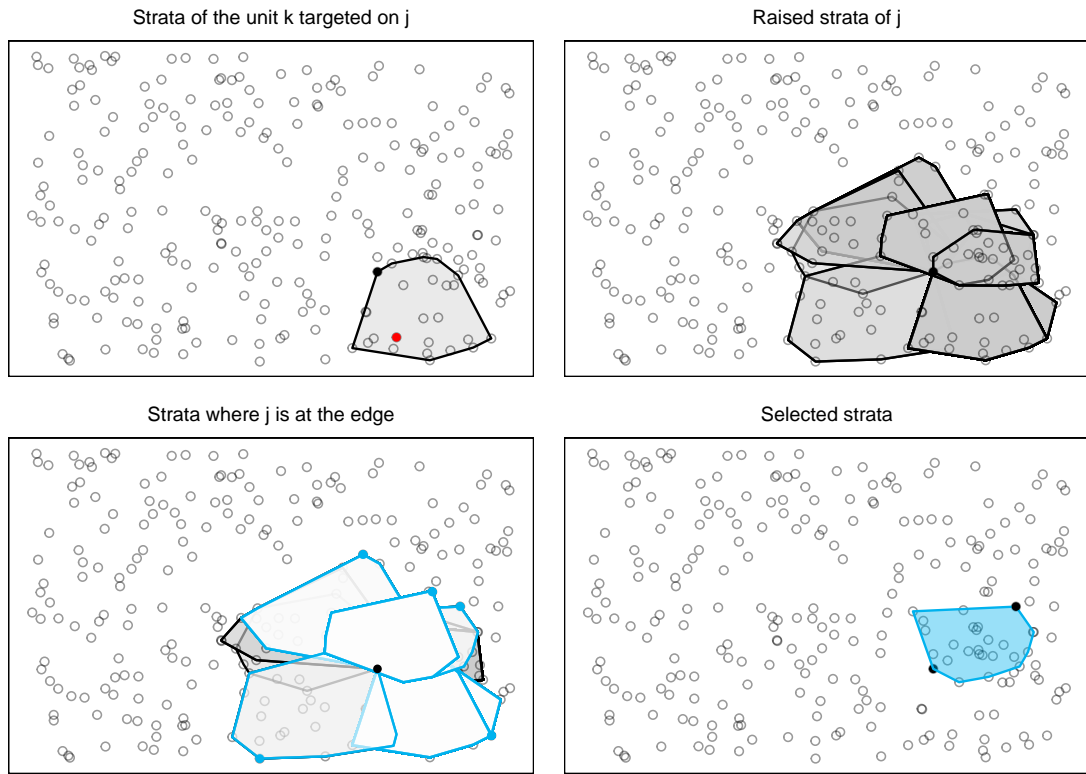 Strata of the unit k targeted on j
Raised strata of j
Strata where j is at the edge
Selected strata